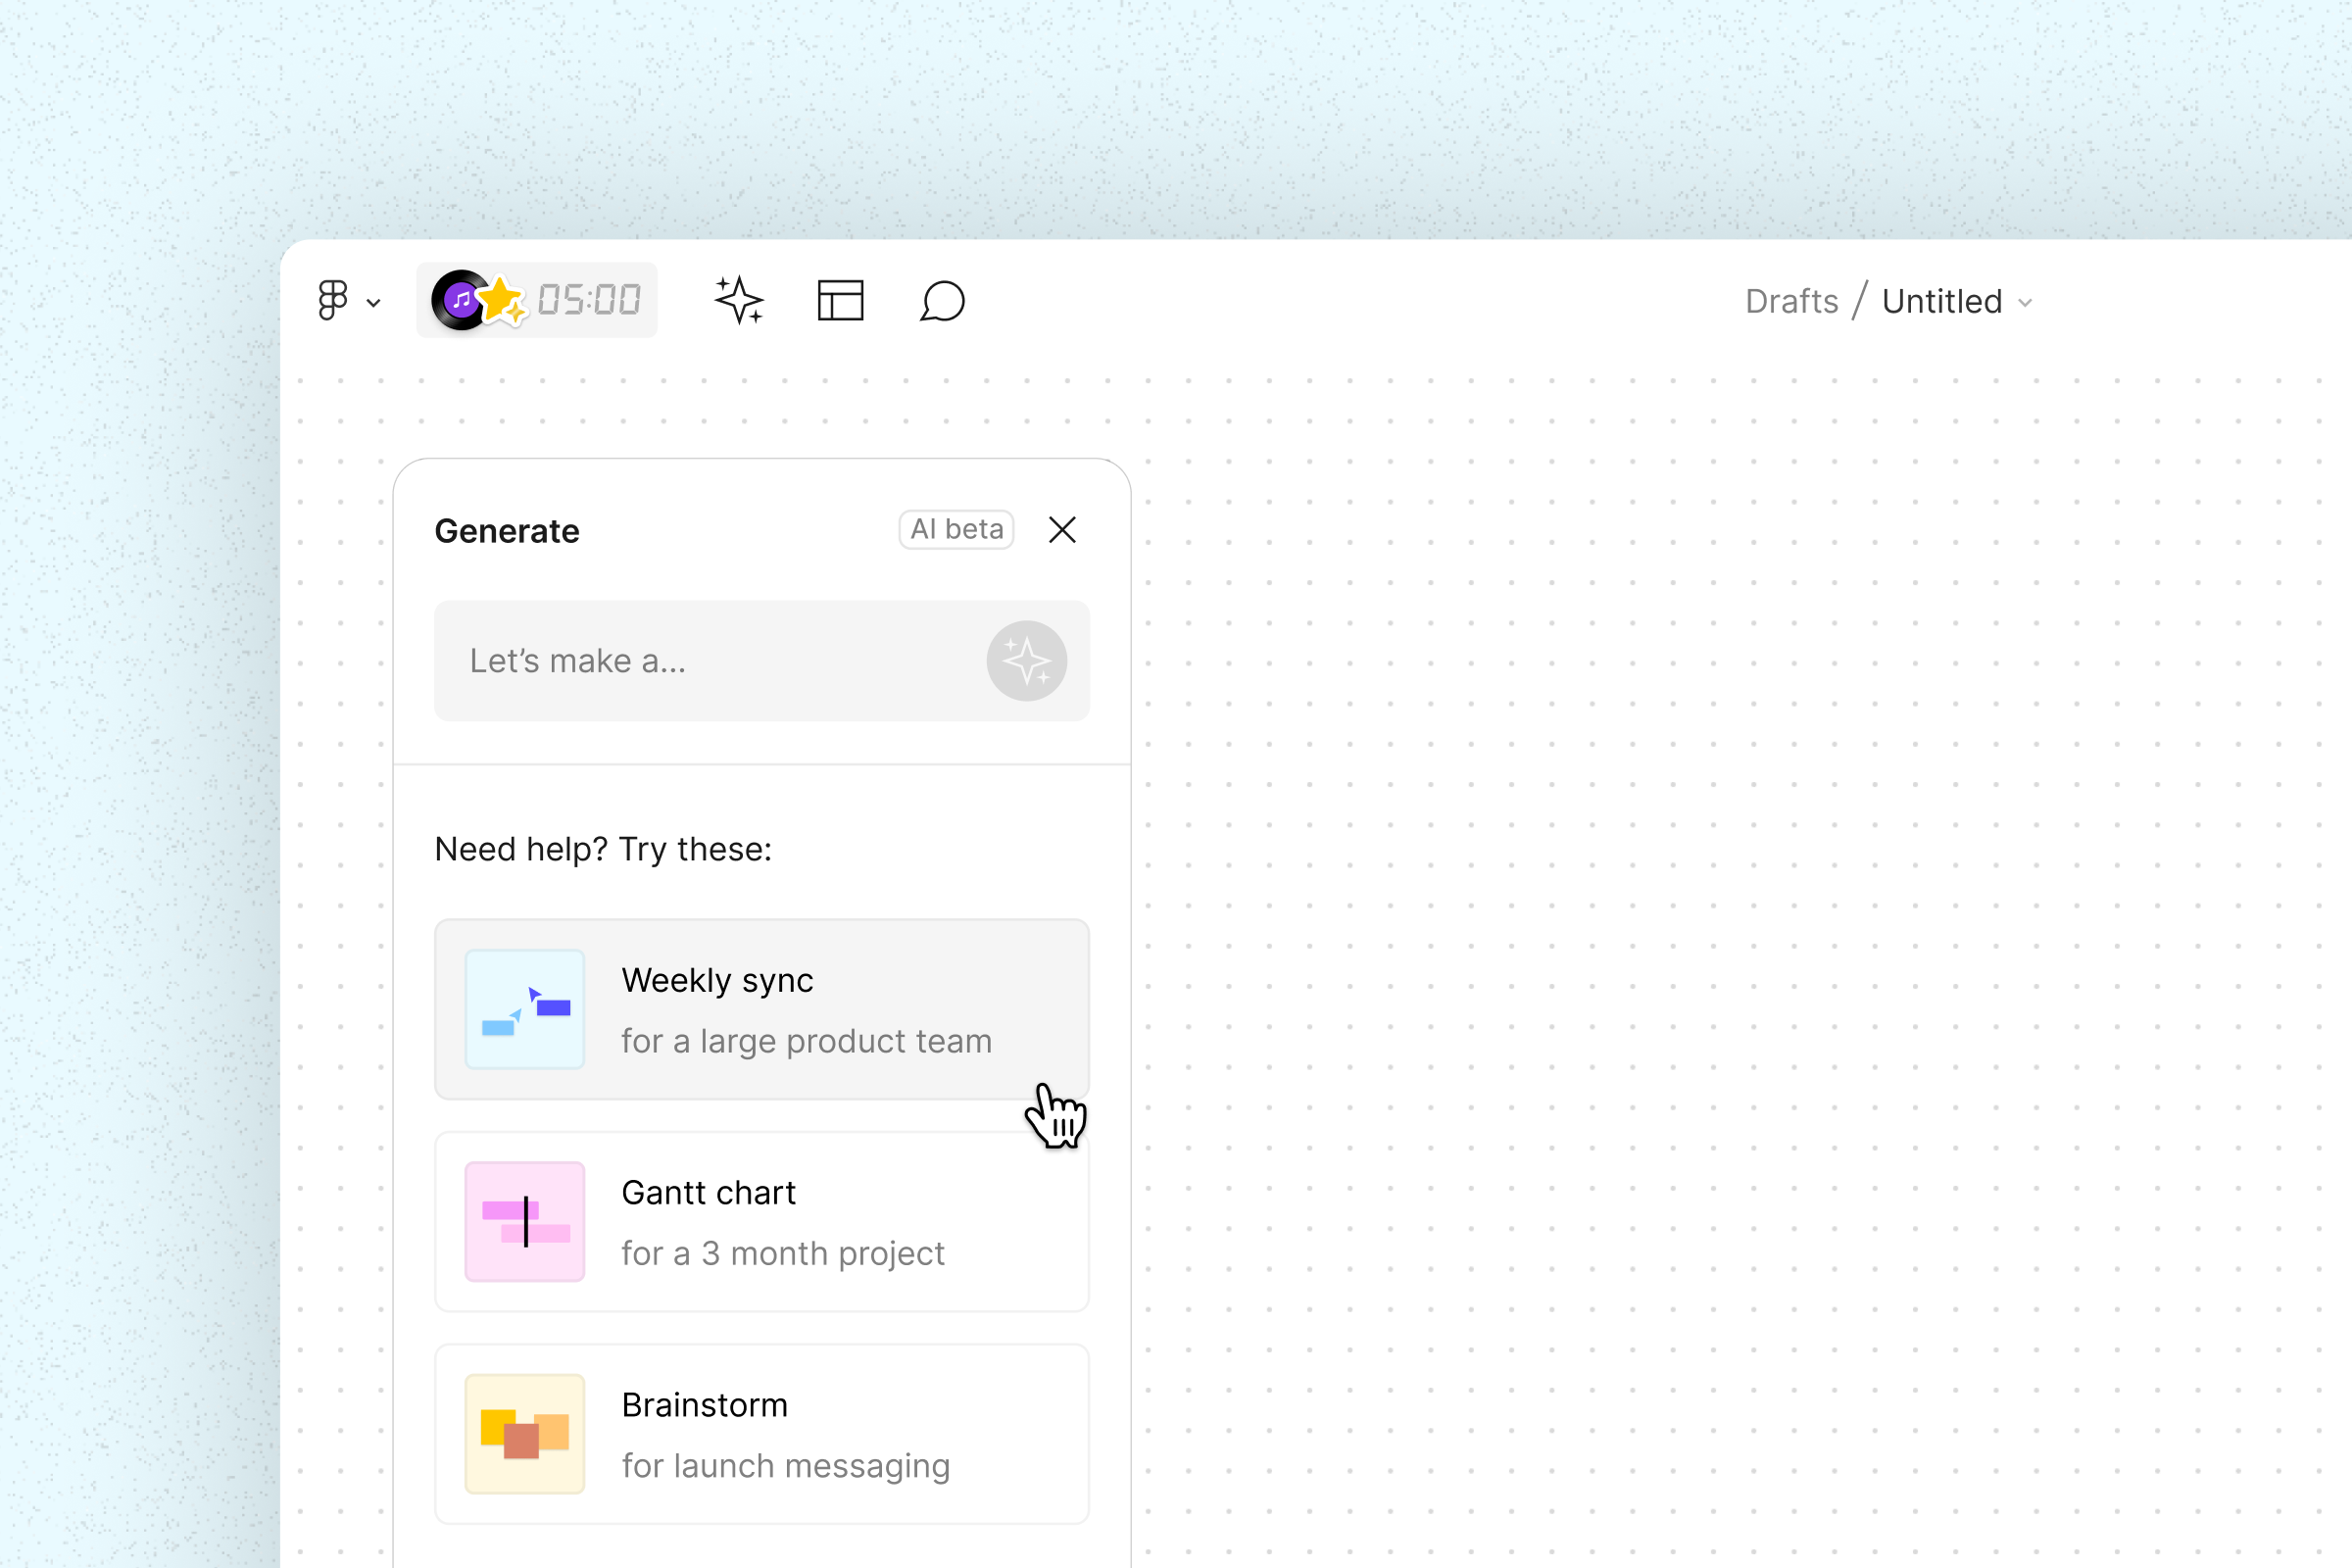 05:00
Drafts / Untitled
Generate
AI beta
Let’s make a...
Need help? Try these:
Weekly sync
for a large product team
Gantt chart
for a 3 month project
Brainstorm
for launch messaging